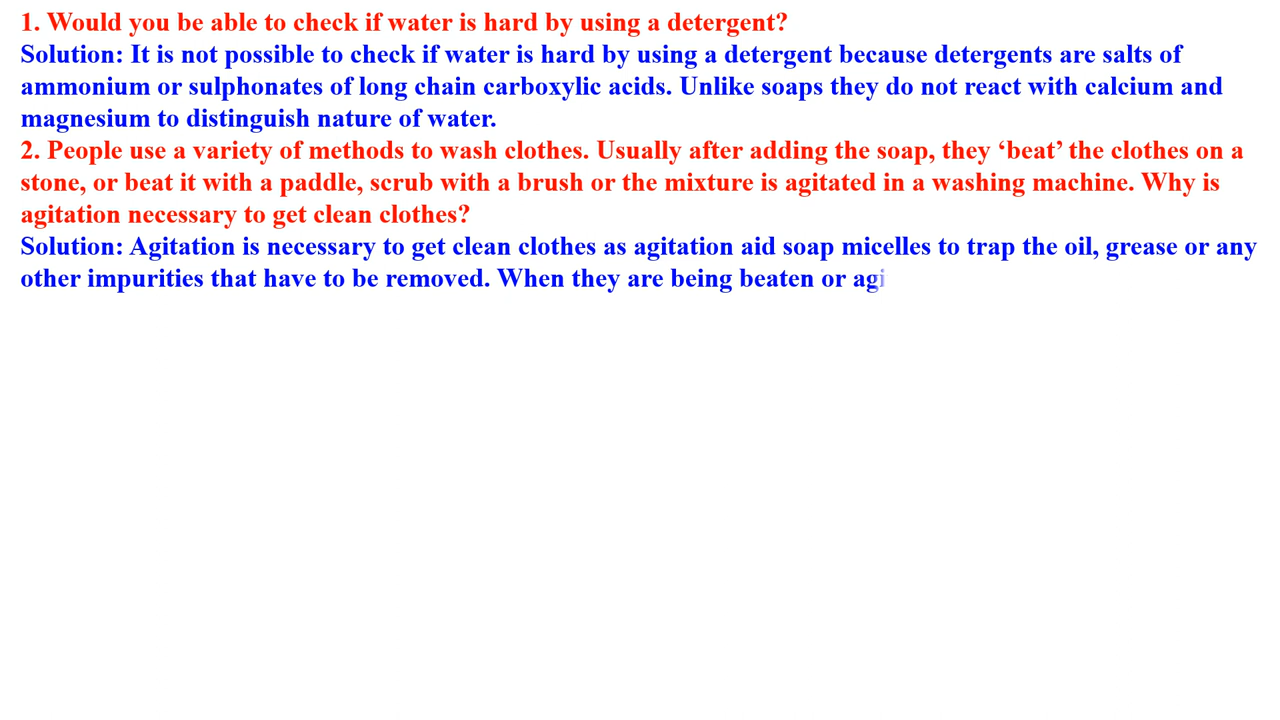 1. Would you be able to check if water is hard by using a detergent?
Solution: It is not possible to check if water is hard by using a detergent because detergents are salts of
ammonium or sulphonates of long chain carboxylic acids. Unlike soaps they do not react with calcium and
magnesium to distinguish nature of water.
2. People use a variety of methods to wash clothes. Usually after adding the soap, they ‘beat’ the clothes on a
stone, or beat it with a paddle, scrub with a brush or the mixture is agitated in a washing machine. Why is
agitation necessary to get clean clothes?
Solution: Agitation is necessary to get clean clothes as agitation aid soap micelles to trap the oil, grease or any
other impurities that have to be removed. When they are being beaten or agi